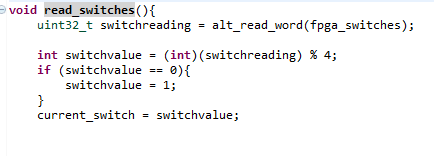 void read_switches(){
uint32_t switchreading = alt_read_word(fpga_switches);
int switchvalue = (int)(switchreading) % 4;
if (switchvalue == 0){
switchvalue = 1;
}
current_switch = switchvalue;